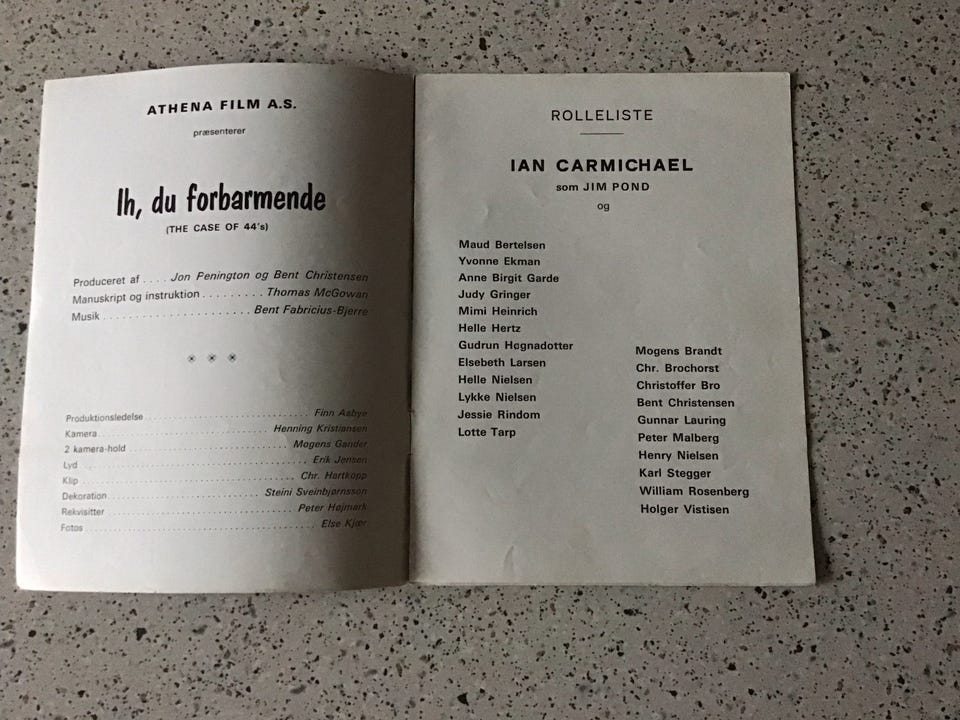 ATHENA FILM A.S.
præsenterer
Ih, du forbarmende
(THE CASE OF 44's)
Produceret af .... Jon Penington og Bent Christensen
Manuskript og instruktion ......... Thomas McGowan
Musik ...................... Bent Fabricius-Bjerre
Produktionsledelse .......................... Finn Aabye
Kamera .......................... Henning Kristiansen
2 kamera-hold .......................... Mogens Gander
Lyd .......................... Erik Jensen
Klip .......................... Chr. Hartkopp
Dekoration .......................... Steini Sveinbjørnsson
Rekvisitter .......................... Peter Højmark
Fotos .......................... Else Kjær
ROLLELISTE
IAN CARMICHAEL
som JIM POND
og
Maud Bertelsen
Yvonne Ekman
Anne Birgit Garde
Judy Gringer
Mimi Heinrich
Helle Hertz
Gudrun Høgnadotter
Elsebeth Larsen
Helle Nielsen
Lykke Nielsen
Jessie Rindom
Lotte Tarp
Mogens Brandt
Chr. Brochorst
Christoffer Bro
Bent Christensen
Gunnar Lauring
Peter Malberg
Henry Nielsen
Karl Stegger
William Rosenberg
Holger Vistisen